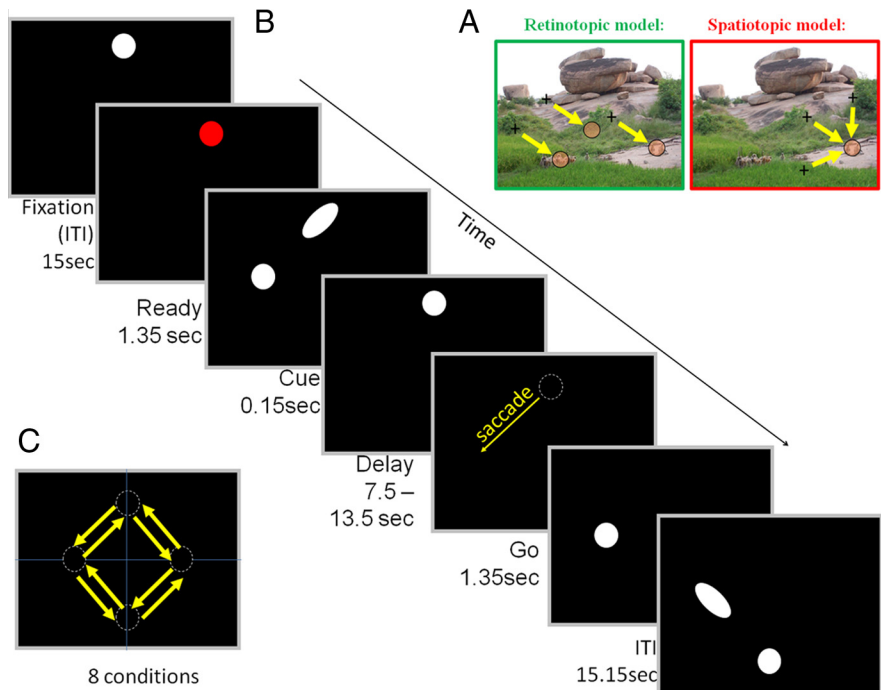 B
A
Retinotopic model:
Spatiotopic model:
Time
Fixation
(ITI)
15sec
Ready
1.35 sec
Cue
0.15sec
Delay
7.5 –
13.5 sec
saccade
Go
1.35sec
ITI
15.15sec
C
8 conditions